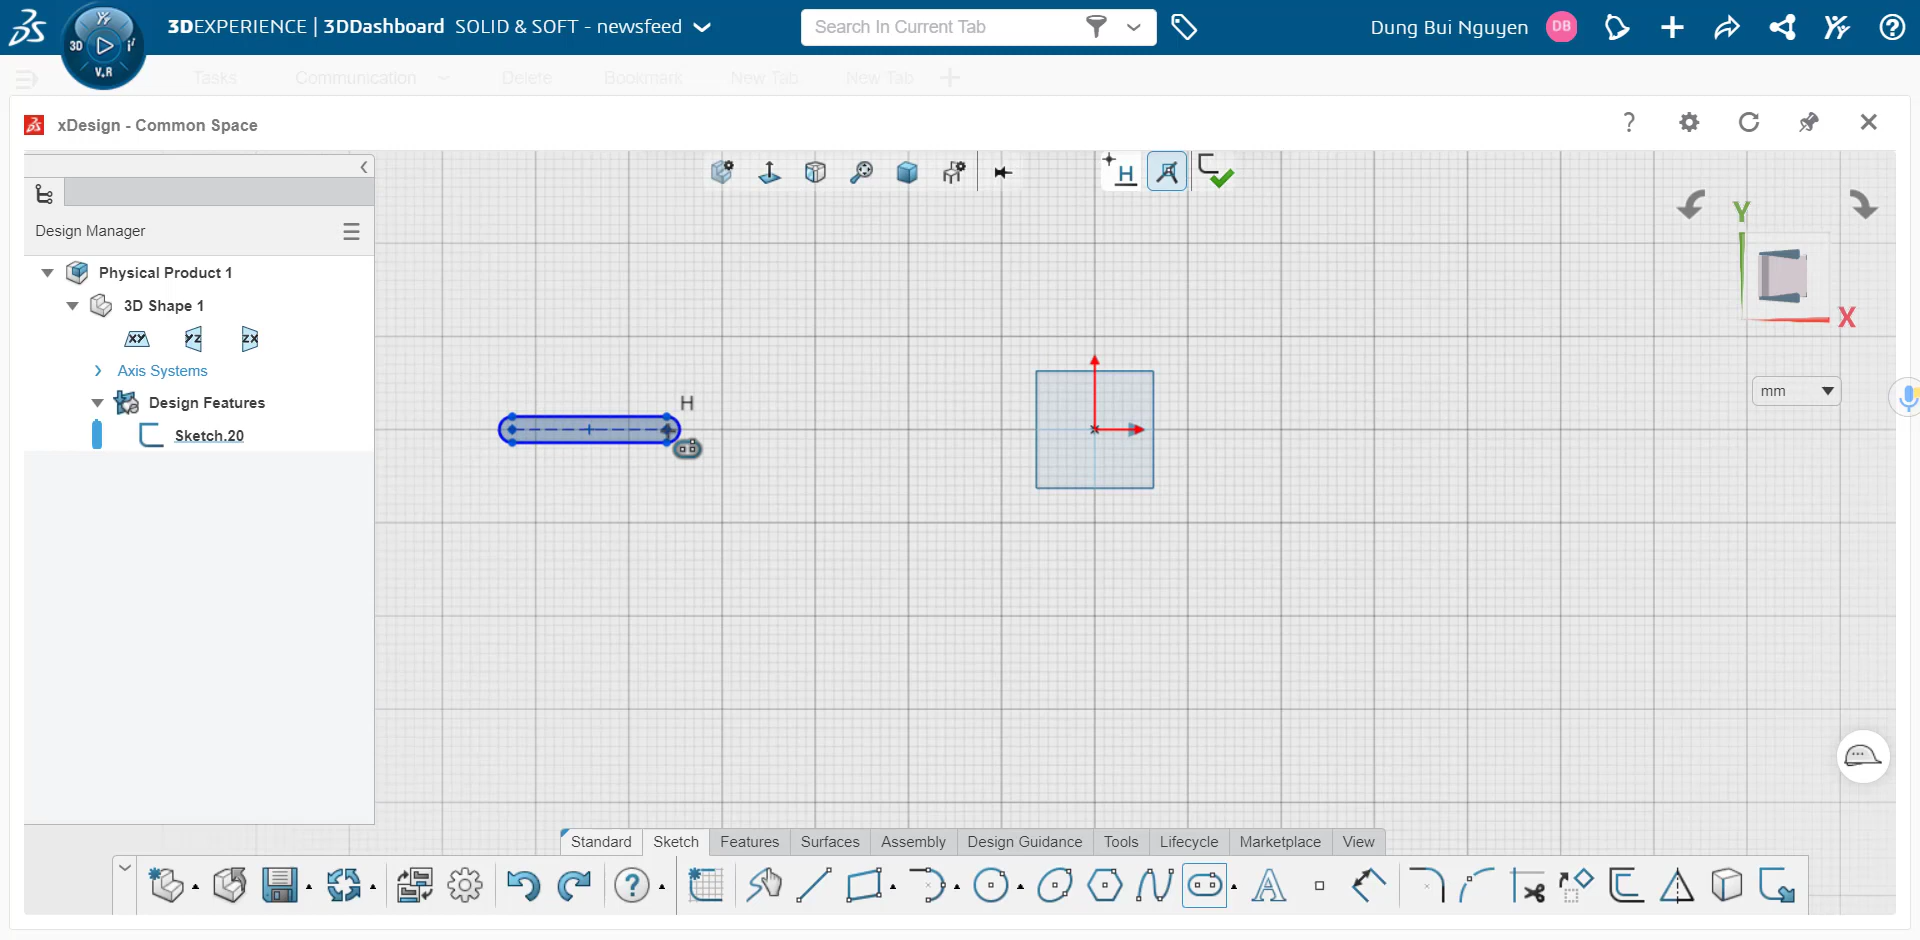 3DEXPERIENCE | 3DDashboard SOLID & SOFT - newsfeed
Search In Current Tab
Dung Bui Nguyen DB
3D V.R
Tasks Communication Delete Bookmark New Tab New Tab
xDesign - Common Space
Design Manager
Physical Product 1
3D Shape 1
XY YZ ZX
Axis Systems
Design Features
Sketch.20
H
H
Y
X
mm
Standard Sketch Features Surfaces Assembly Design Guidance Tools Lifecycle Marketplace View